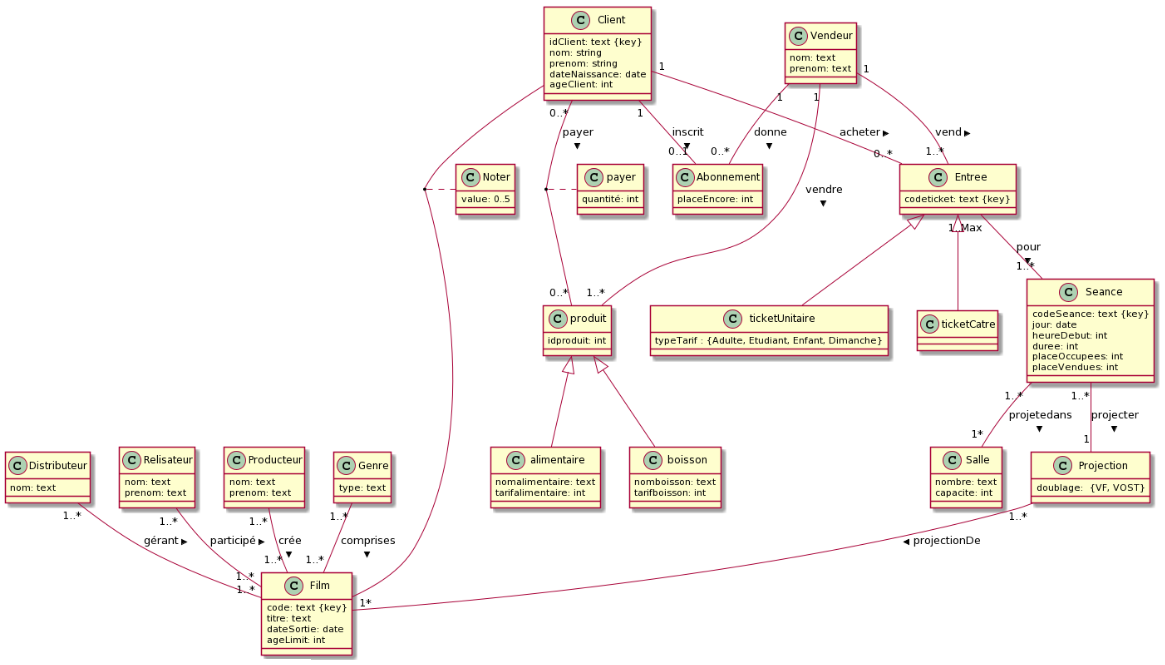 C Client
idClient: text {key}
nom: string
prenom: string
dateNaissance: date
ageClient: int
C Vendeur
nom: text
prenom: text
1
1
1
1
0..*
1
payer
inscrit
donne
acheter
vend
0..1
0..*
0..*
1..*
C Noter
value: 0..5
C payer
quantité: int
C Abonnement
placeEncore: int
C Entree
codeticket: text {key}
vendre
1..Max
pour
1..*
0..*
1..*
C produit
idproduit: int
C ticketUnitaire
typeTarif : {Adulte, Etudiant, Enfant, Dimanche}
C ticketCatre
C Seance
codeSeance: text {key}
jour: date
heureDebut: int
duree: int
placeOccupees: int
placeVendues: int
1..*
1..*
projetedans
projecter
1*
1
C Distributeur
nom: text
C Relisateur
nom: text
prenom: text
C Producteur
nom: text
prenom: text
C Genre
type: text
C alimentaire
nomalimentaire: text
tarifalimentaire: int
C boisson
nomboisson: text
tarifboisson: int
C Salle
nombre: text
capacite: int
C Projection
doublage: {VF, VOST}
1..*
1..*
1..*
1..*
1..*
gérant
participé
crée
comprises
projectionDe
1..*
1..*
1..*
1..*
1*
C Film
code: text {key}
titre: text
dateSortie: date
ageLimit: int